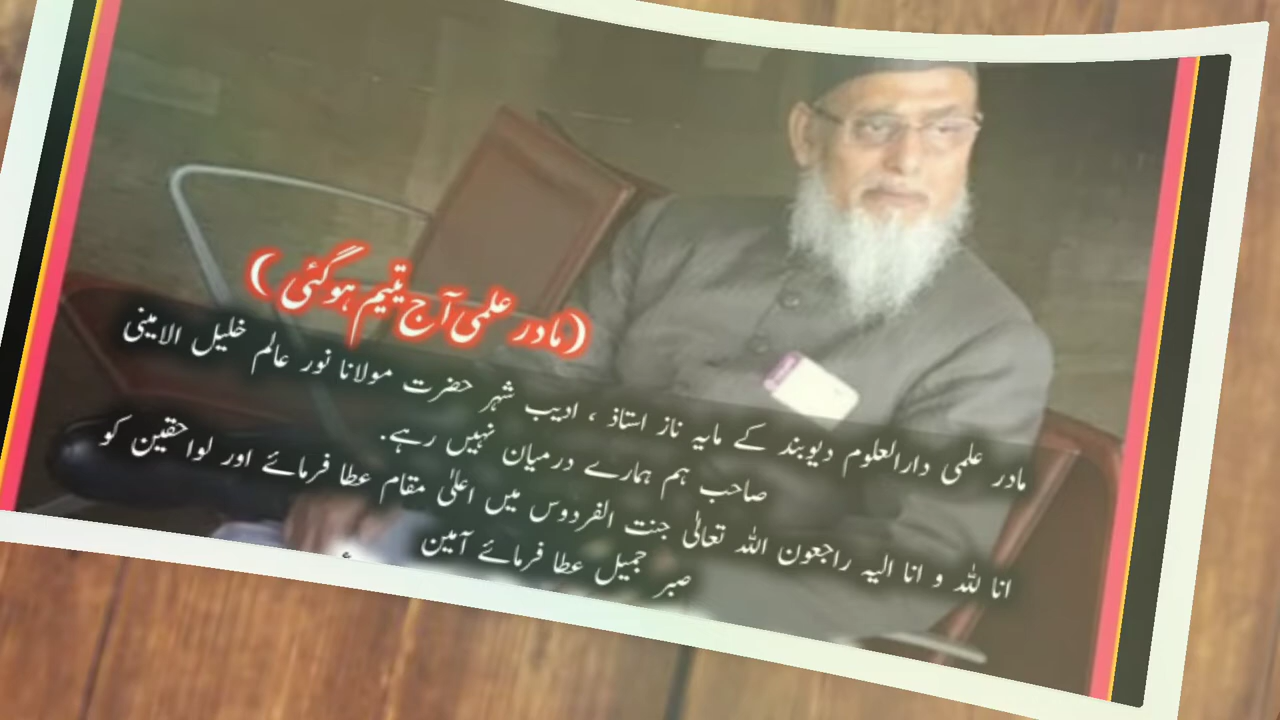 (مادر علمی آج یتیم ہوگئی)
مادر علمی دارالعلوم دیوبند کے مایہ ناز استاذ ، ادیب شہر حضرت مولانا نور عالم خلیل الامینی
صاحب ہم ہمارے درمیان نہیں رہے.
انا للہ و انا الیہ راجعون اللہ تعالٰی جنت الفردوس میں اعلیٰ مقام عطا فرمائے اور لواحقین کو
صبر جمیل عطا فرمائے آمین